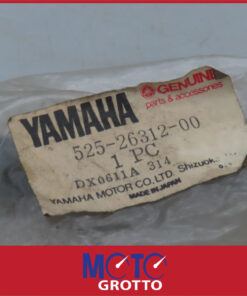 GENUINE
parts & accessories
YAMAHA
525-26312-00
1 PC
DX0611A 314 Shizuok
YAMAHA MOTOR CO., LTD.
MADE IN JAPAN
MOTO
GROTTO